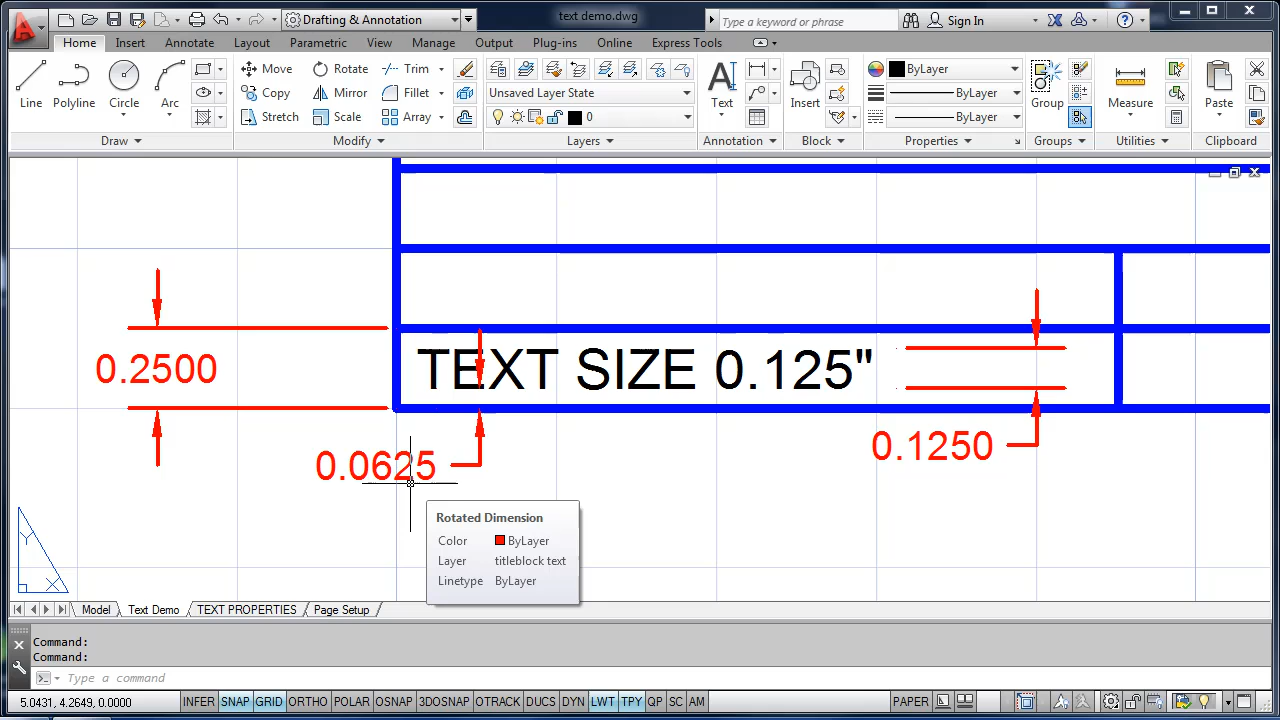 Drafting & Annotation
text demo.dwg
Type a keyword or phrase
Sign In
Home Insert Annotate Layout Parametric View Manage Output Plug-ins Online Express Tools
Line Polyline Circle Arc
Move Rotate Trim
Copy Mirror Fillet
Stretch Scale Array
Unsaved Layer State
0
Text
Insert
ByLayer
ByLayer
ByLayer
Group
Measure
Paste
Draw Modify Layers Annotation Block Properties Groups Utilities Clipboard
0.2500
TEXT SIZE 0.125"
0.0625
0.1250
Rotated Dimension
Color ByLayer
Layer titleblock text
Linetype ByLayer
Y
X
Model Text Demo TEXT PROPERTIES Page Setup
Command:
Command:
Type a command
5.0431, 4.2649, 0.0000 INFER SNAP GRID ORTHO POLAR OSNAP 3DOSNAP OTRACK DUCS DYN LWT TPY QP SC AM PAPER